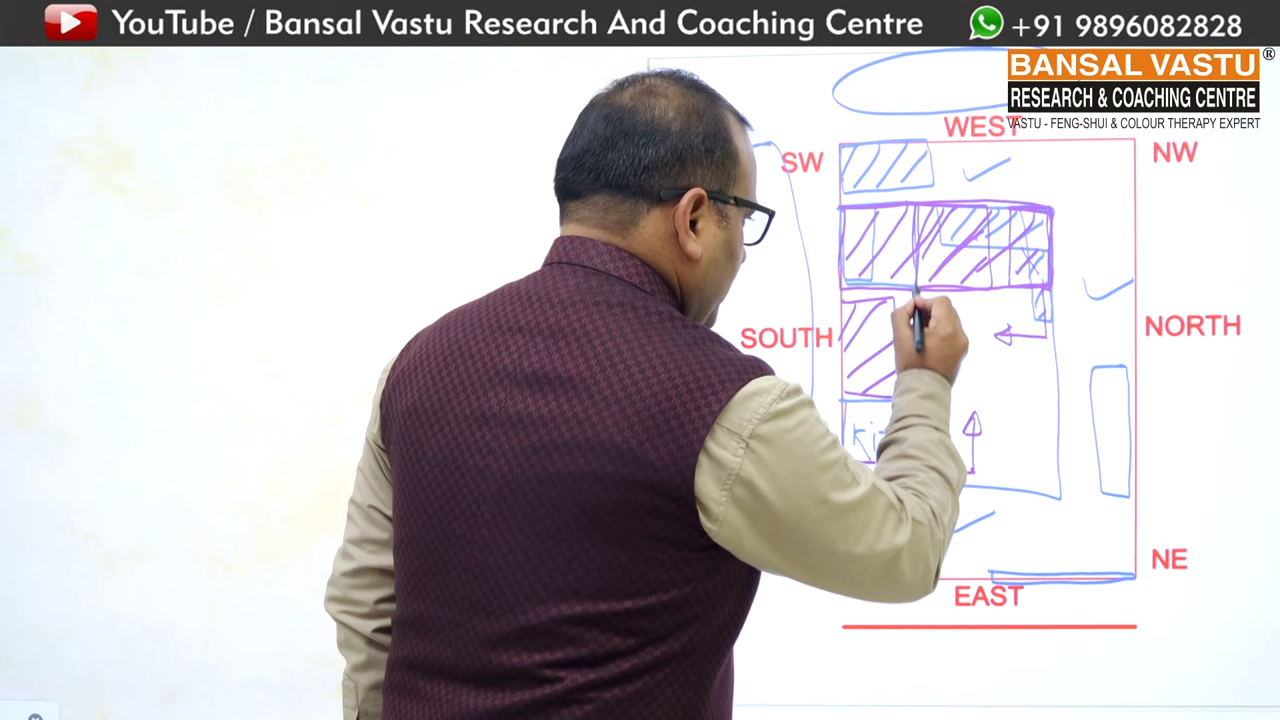 YouTube / Bansal Vastu Research And Coaching Centre
+91 9896082828
BANSAL VASTU®
RESEARCH & COACHING CENTRE
VASTU - FENG-SHUI & COLOUR THERAPY EXPERT
WEST
SW
NW
SOUTH
NORTH
NE
EAST